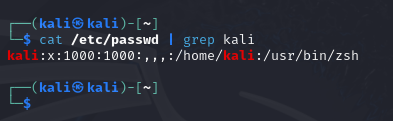 ┌──(kali㉿kali)-[~]
└─$ cat /etc/passwd | grep kali
kali:x:1000:1000:,,,:/home/kali:/usr/bin/zsh
┌──(kali㉿kali)-[~]
└─$